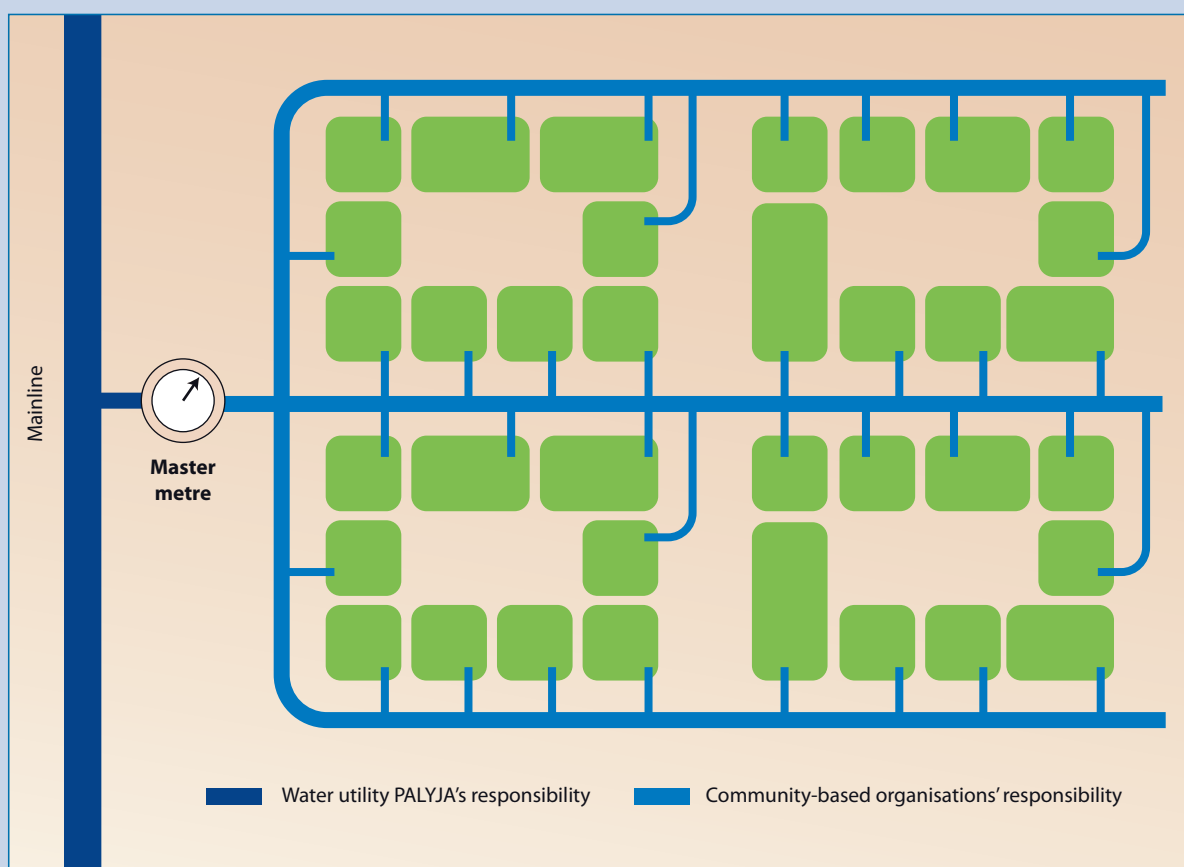 Mainline
Master
metre
Water utility PALYJA's responsibility
Community-based organisations' responsibility